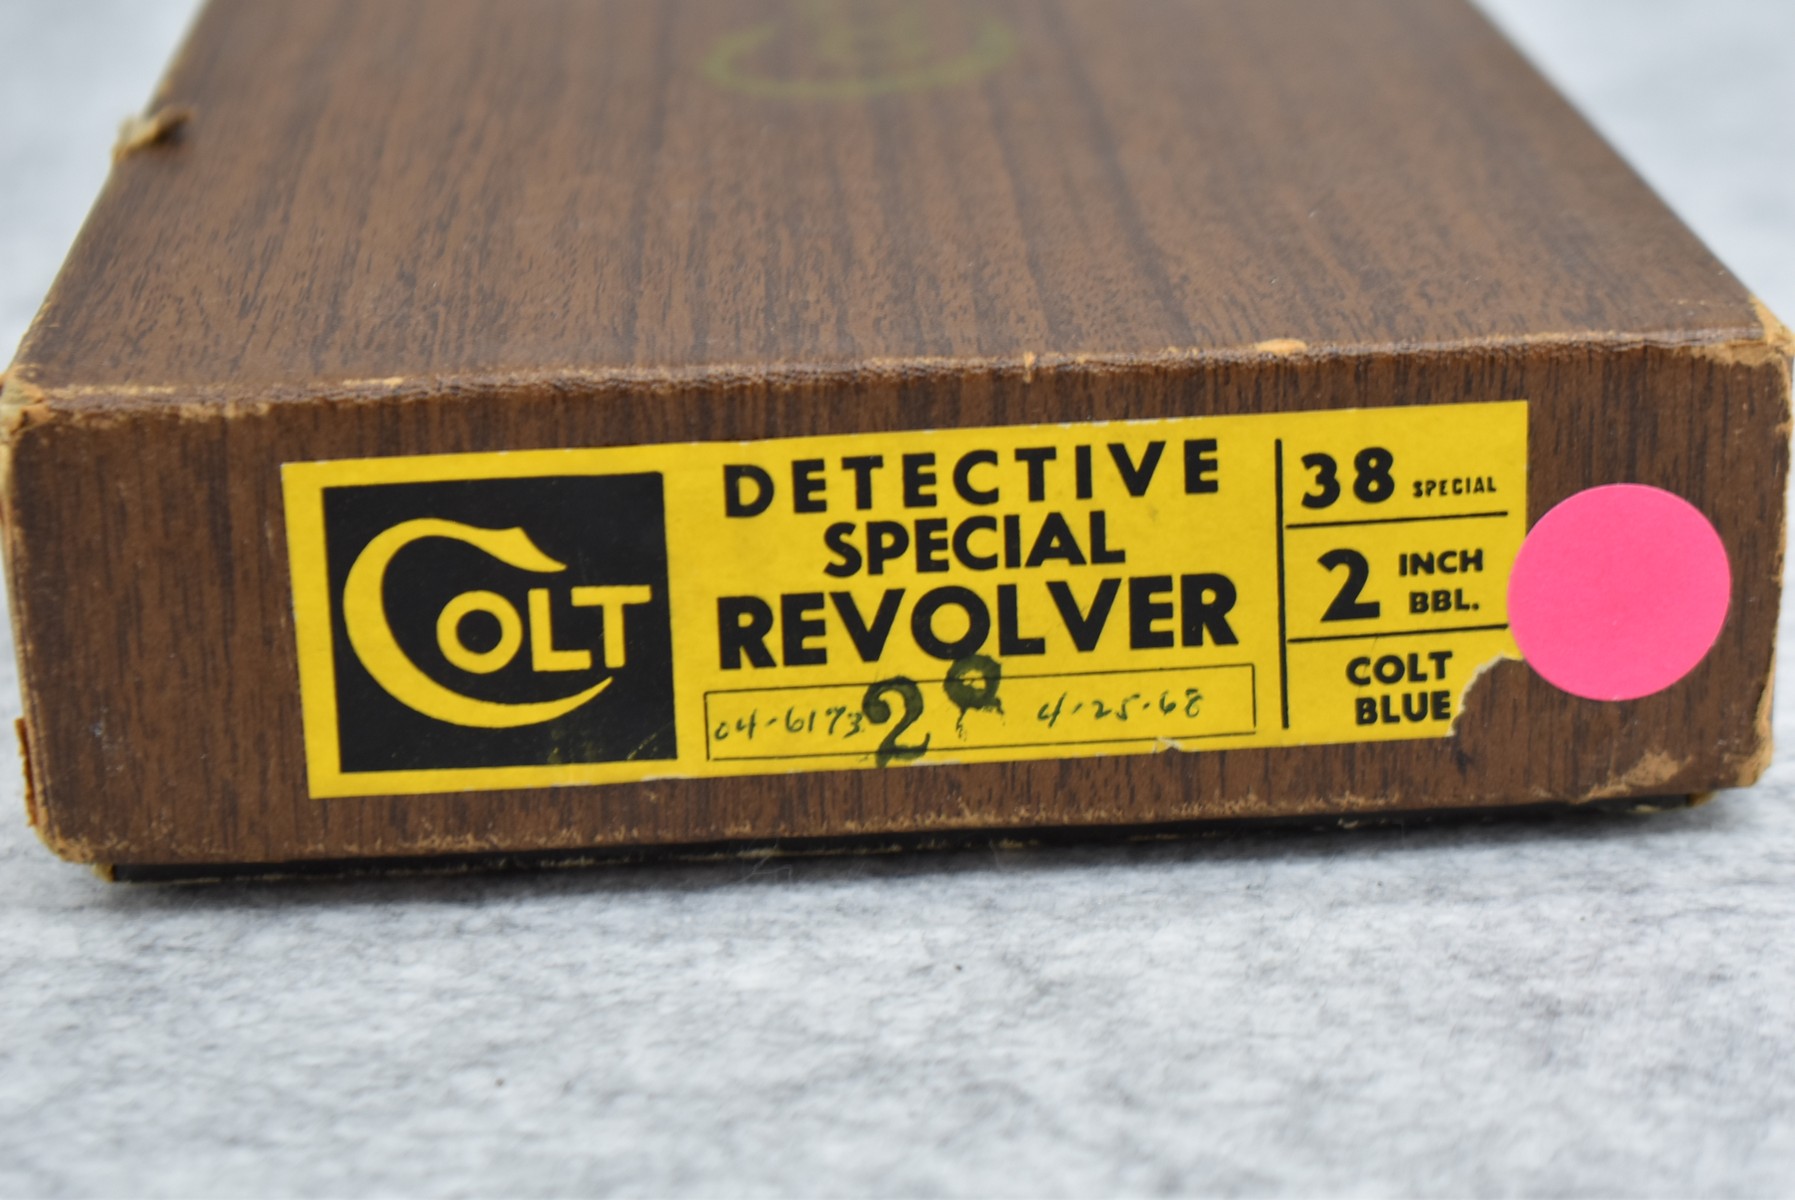 COLT
DETECTIVE
SPECIAL
REVOLVER
04-6173 2 4-25-68
38 SPECIAL
2 INCH
BBL.
COLT
BLUE